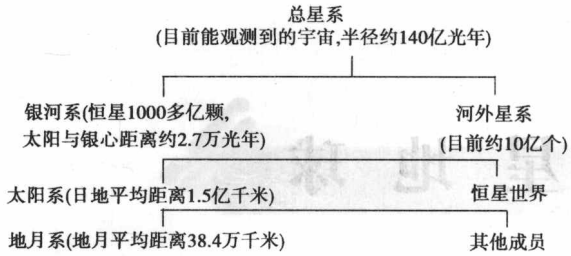 总星系
(目前能观测到的宇宙,半径约140亿光年)
银河系(恒星1000多亿颗,
太阳与银心距离约2.7万光年)
河外星系
(目前约10亿个)
太阳系(日地平均距离1.5亿千米)
恒星世界
地月系(地月平均距离38.4万千米)
其他成员